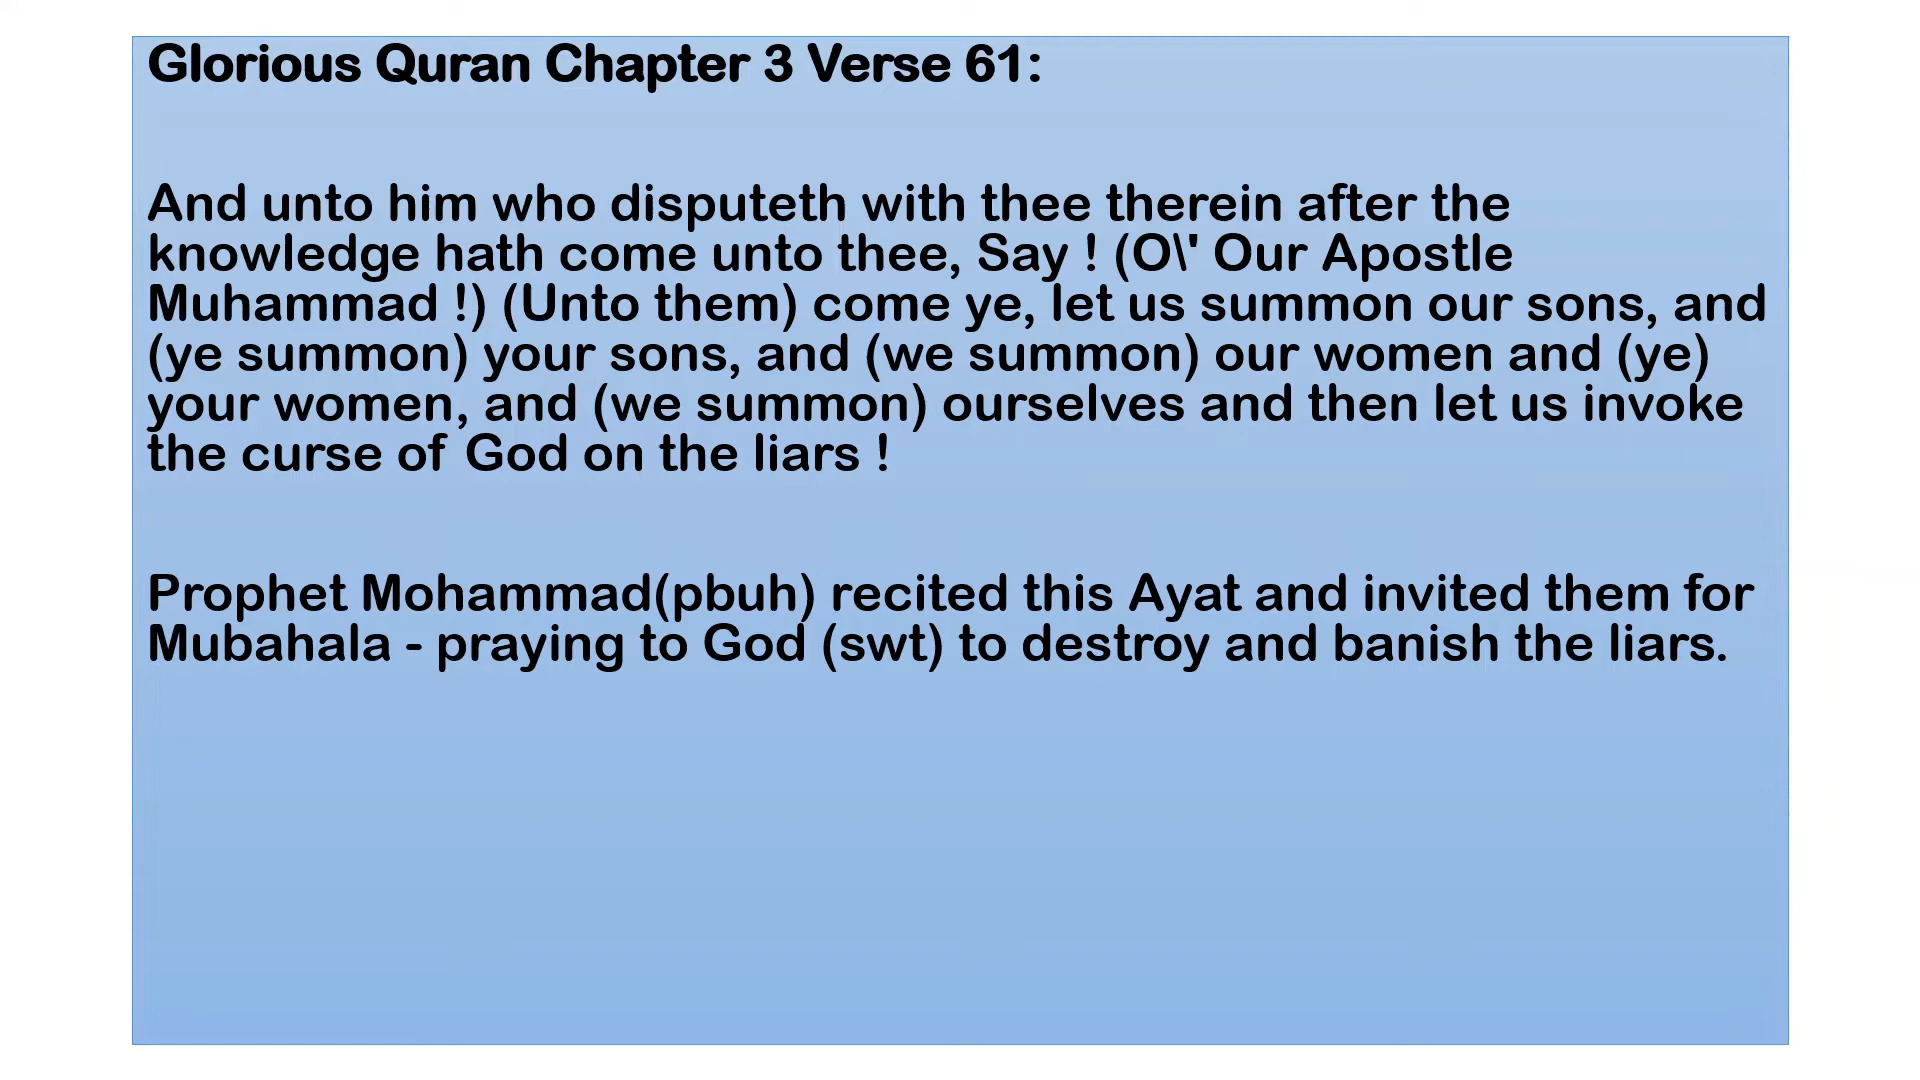 Glorious Quran Chapter 3 Verse 61:
And unto him who disputeth with thee therein after the
knowledge hath come unto thee, Say ! (O\' Our Apostle
Muhammad !) (Unto them) come ye, let us summon our sons, and
(ye summon) your sons, and (we summon) our women and (ye)
your women, and (we summon) ourselves and then let us invoke
the curse of God on the liars !
Prophet Mohammad(pbuh) recited this Ayat and invited them for
Mubahala - praying to God (swt) to destroy and banish the liars.